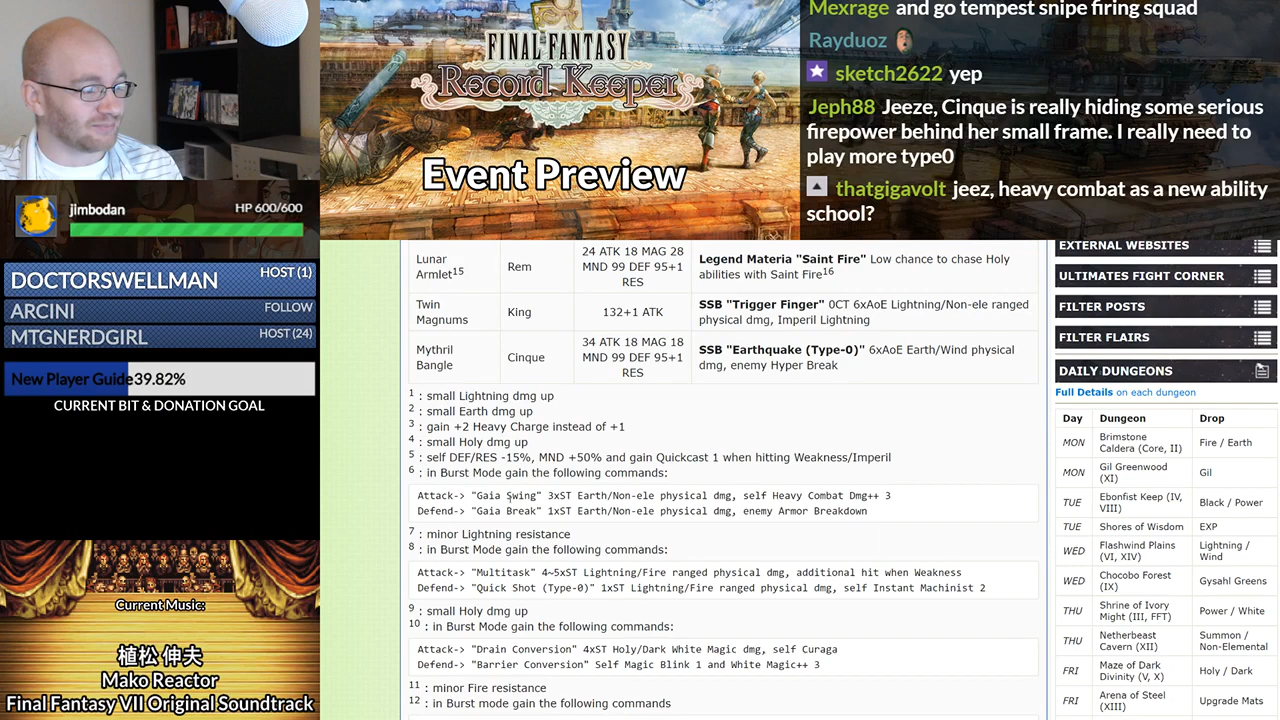 FINAL FANTASY
Record Keeper
Event Preview
Mexrage and go tempest snipe firing squad
Rayduoz
sketch2622 yep
Jeph88 Jeeze, Cinque is really hiding some serious
firepower behind her small frame. I really need to
play more type0
thatgigavolt jeez, heavy combat as a new ability
school?
jimbodan
HP 600/600
DOCTORSWELLMAN HOST (1)
ARCINI FOLLOW
MTGNERDGIRL HOST (24)
New Player Guide39.82%
CURRENT BIT & DONATION GOAL
Current Music:
植松 伸夫
Mako Reactor
Final Fantasy VII Original Soundtrack
Lunar
Armlet15
Rem
24 ATK 18 MAG 28
MND 99 DEF 95+1
RES
Legend Materia "Saint Fire" Low chance to chase Holy
abilities with Saint Fire16
Twin
Magnums
King
132+1 ATK
SSB "Trigger Finger" 0CT 6xAoE Lightning/Non-ele ranged
physical dmg, Imperil Lightning
Mythril
Bangle
Cinque
34 ATK 18 MAG 18
MND 99 DEF 95+1
RES
SSB "Earthquake (Type-0)" 6xAoE Earth/Wind physical
dmg, enemy Hyper Break
1 : small Lightning dmg up
2 : small Earth dmg up
3 : gain +2 Heavy Charge instead of +1
4 : small Holy dmg up
5 : self DEF/RES -15%, MND +50% and gain Quickcast 1 when hitting Weakness/Imperil
6 : in Burst Mode gain the following commands:
Attack-> "Gaia Swing" 3xST Earth/Non-ele physical dmg, self Heavy Combat Dmg++ 3
Defend-> "Gaia Break" 1xST Earth/Non-ele physical dmg, enemy Armor Breakdown
7 : minor Lightning resistance
8 : in Burst Mode gain the following commands:
Attack-> "Multitask" 4~5xST Lightning/Fire ranged physical dmg, additional hit when Weakness
Defend-> "Quick Shot (Type-0)" 1xST Lightning/Fire ranged physical dmg, self Instant Machinist 2
9 : small Holy dmg up
10 : in Burst Mode gain the following commands:
Attack-> "Drain Conversion" 4xST Holy/Dark White Magic dmg, self Curaga
Defend-> "Barrier Conversion" Self Magic Blink 1 and White Magic++ 3
11 : minor Fire resistance
12 : in Burst mode gain the following commands
EXTERNAL WEBSITES
ULTIMATES FIGHT CORNER
FILTER POSTS
FILTER FLAIRS
DAILY DUNGEONS
Full Details on each dungeon
Day Dungeon Drop
MON Brimstone
Caldera (Core, II) Fire / Earth
MON Gil Greenwood
(XI) Gil
TUE Ebonfist Keep (IV,
VIII) Black / Power
TUE Shores of Wisdom EXP
WED Flashwind Plains
(VI, XIV) Lightning /
Wind
WED Chocobo Forest
(IX) Gysahl Greens
THU Shrine of Ivory
Might (III, FFT) Power / White
THU Netherbeast
Cavern (XII) Summon /
Non-Elemental
FRI Maze of Dark
Divinity (V, X) Holy / Dark
FRI Arena of Steel
(XIII) Upgrade Mats